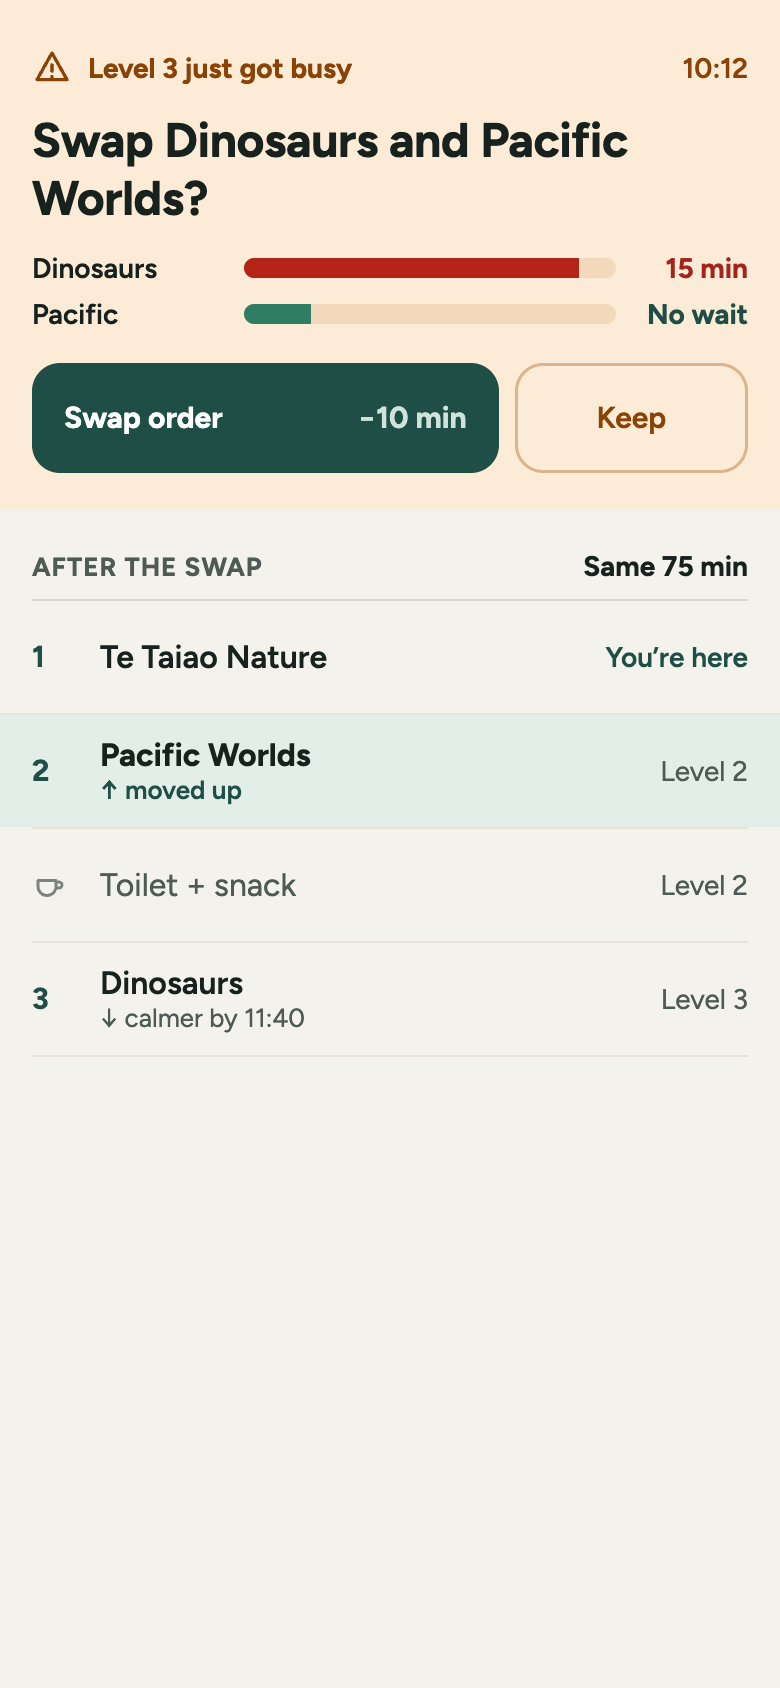 Level 3 just got busy
10:12
Swap Dinosaurs and Pacific
Worlds?
Dinosaurs
15 min
Pacific
No wait
Swap order
−10 min
Keep
AFTER THE SWAP
Same 75 min
1
Te Taiao Nature
You’re here
2
Pacific Worlds
↑ moved up
Level 2
Toilet + snack
Level 2
3
Dinosaurs
↓ calmer by 11:40
Level 3